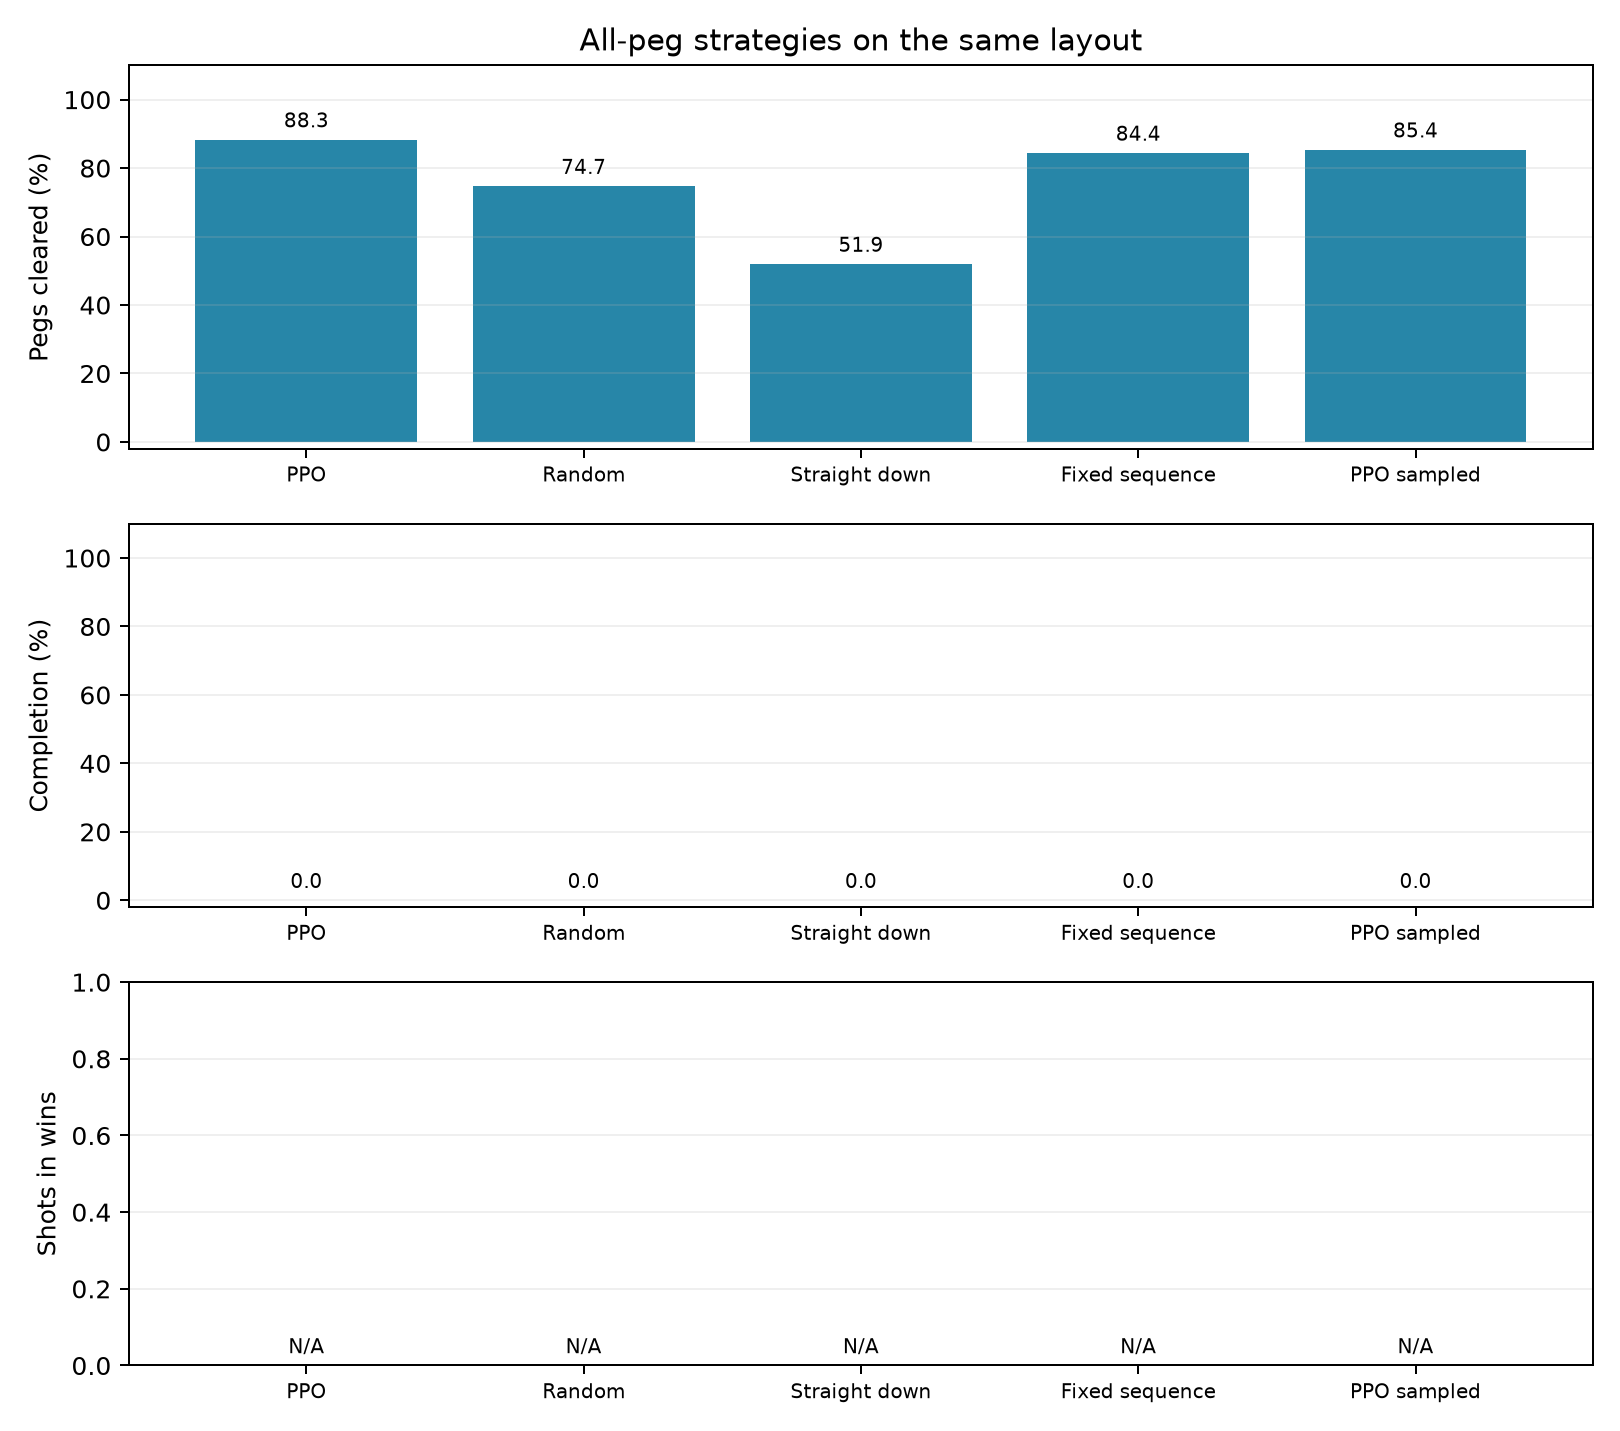 All-peg strategies on the same layout
Pegs cleared (%)
100
80
60
40
20
0
88.3
74.7
51.9
84.4
85.4
PPO
Random
Straight down
Fixed sequence
PPO sampled
Completion (%)
100
80
60
40
20
0
0.0
0.0
0.0
0.0
0.0
PPO
Random
Straight down
Fixed sequence
PPO sampled
Shots in wins
1.0
0.8
0.6
0.4
0.2
0.0
N/A
N/A
N/A
N/A
N/A
PPO
Random
Straight down
Fixed sequence
PPO sampled